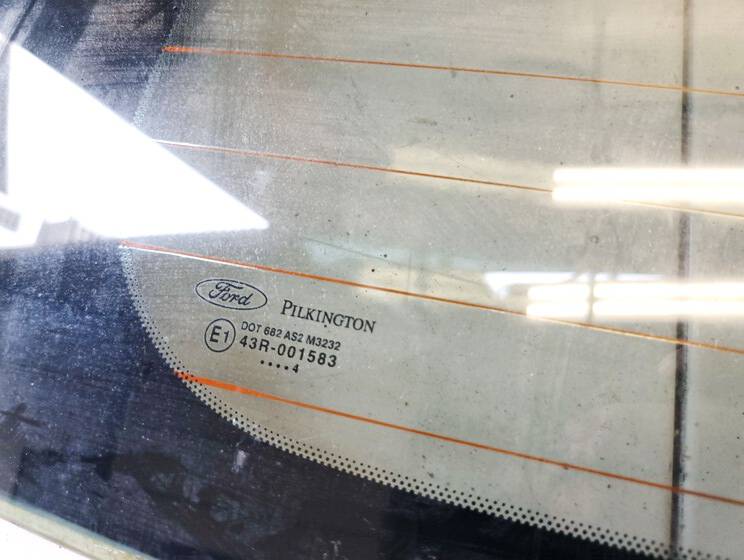 Ford PILKINGTON
DOT 682 AS2 M3232
E1 43R-001583
....4